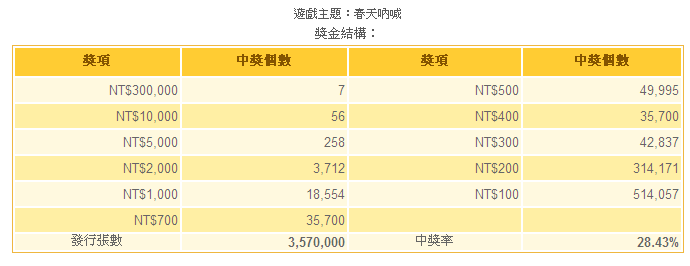 遊戲主題：春天吶喊
獎金結構：
獎項 中獎個數 獎項 中獎個數
NT$300,000 7 NT$500 49,995
NT$10,000 56 NT$400 35,700
NT$5,000 258 NT$300 42,837
NT$2,000 3,712 NT$200 314,171
NT$1,000 18,554 NT$100 514,057
NT$700 35,700
發行張數 3,570,000 中獎率 28.43%